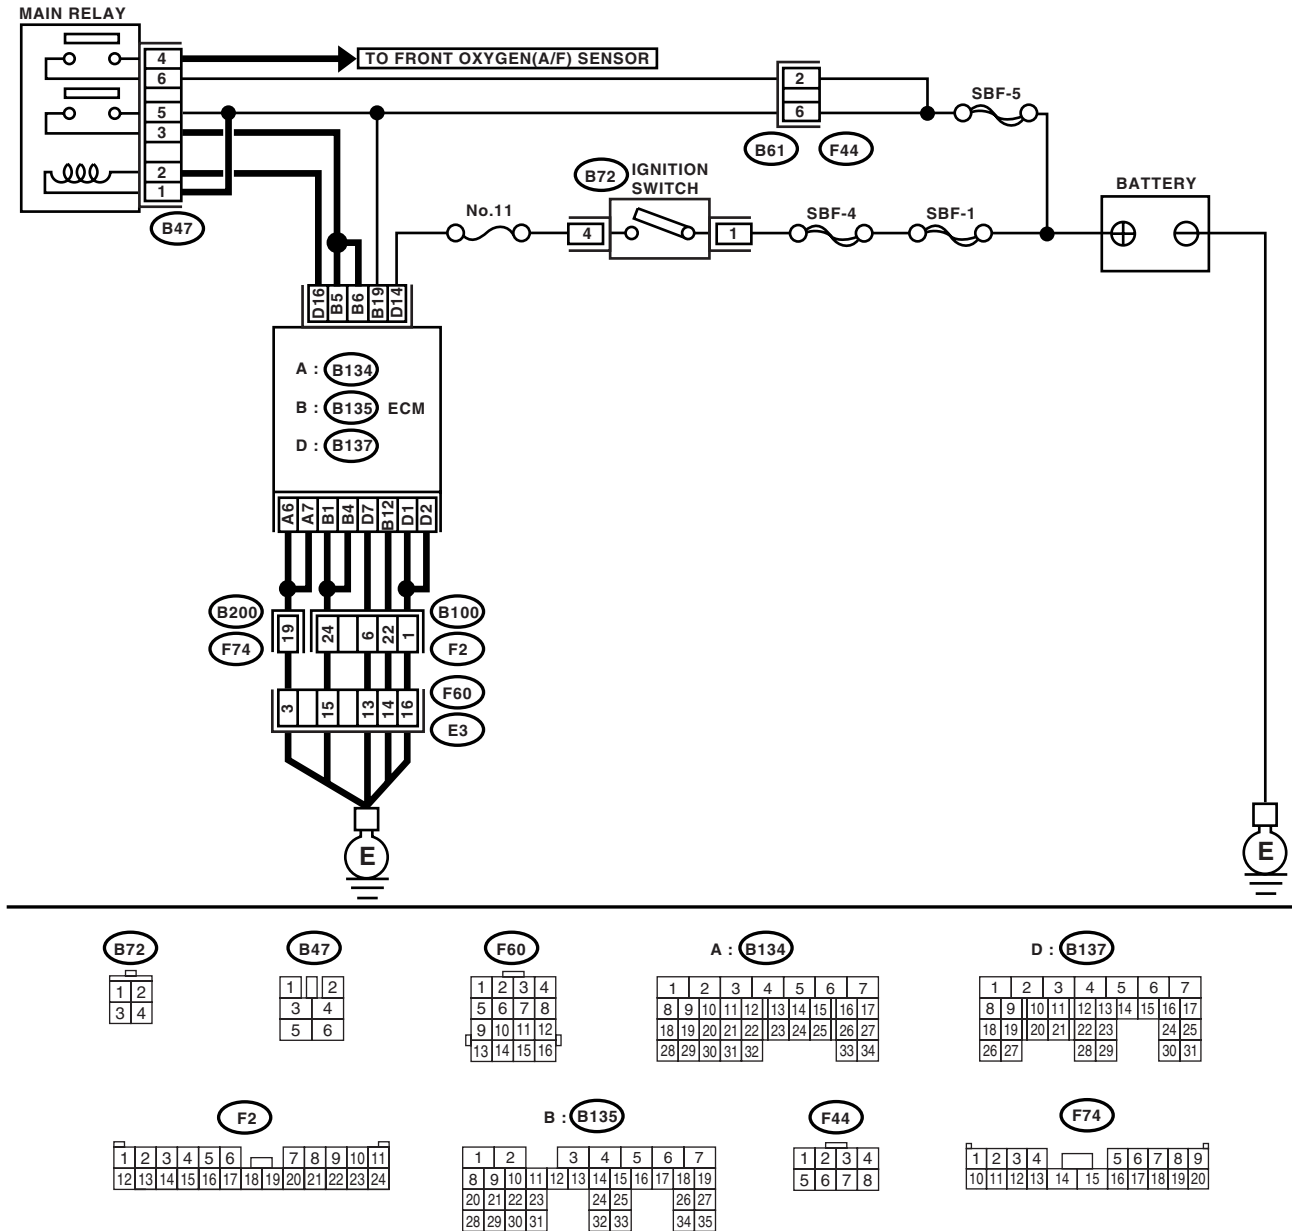 MAIN RELAY
4
TO FRONT OXYGEN(A/F) SENSOR
6
2
5
6
SBF-5
3
B61
F44
2
1
B47
B72
IGNITION
SWITCH
BATTERY
No.11
4
1
SBF-4
SBF-1
D16
B5
B6
B19
D14
A : B134
B : B135 ECM
D : B137
A6
A7
B1
B4
D7
B12
D1
D2
B200
F74
19
24
6
22
1
B100
F2
F60
E3
3
15
13
14
16
E
E
B72
1 2
3 4
B47
1 2
3 4
5 6
F60
1 2 3 4
5 6 7 8
9 10 11 12
13 14 15 16
A : B134
1 2 3 4 5 6 7
8 9 10 11 12 13 14 15 16 17
18 19 20 21 22 23 24 25 26 27
28 29 30 31 32 33 34
D : B137
1 2 3 4 5 6 7
8 9 10 11 12 13 14 15 16 17
18 19 20 21 22 23 24 25
26 27 28 29 30 31
F2
1 2 3 4 5 6 7 8 9 10 11
12 13 14 15 16 17 18 19 20 21 22 23 24
B : B135
1 2 3 4 5 6 7
8 9 10 11 12 13 14 15 16 17 18 19
20 21 22 23 24 25 26 27
28 29 30 31 32 33 34 35
F44
1 2 3 4
5 6 7 8
F74
1 2 3 4 5 6 7 8 9
10 11 12 13 14 15 16 17 18 19 20